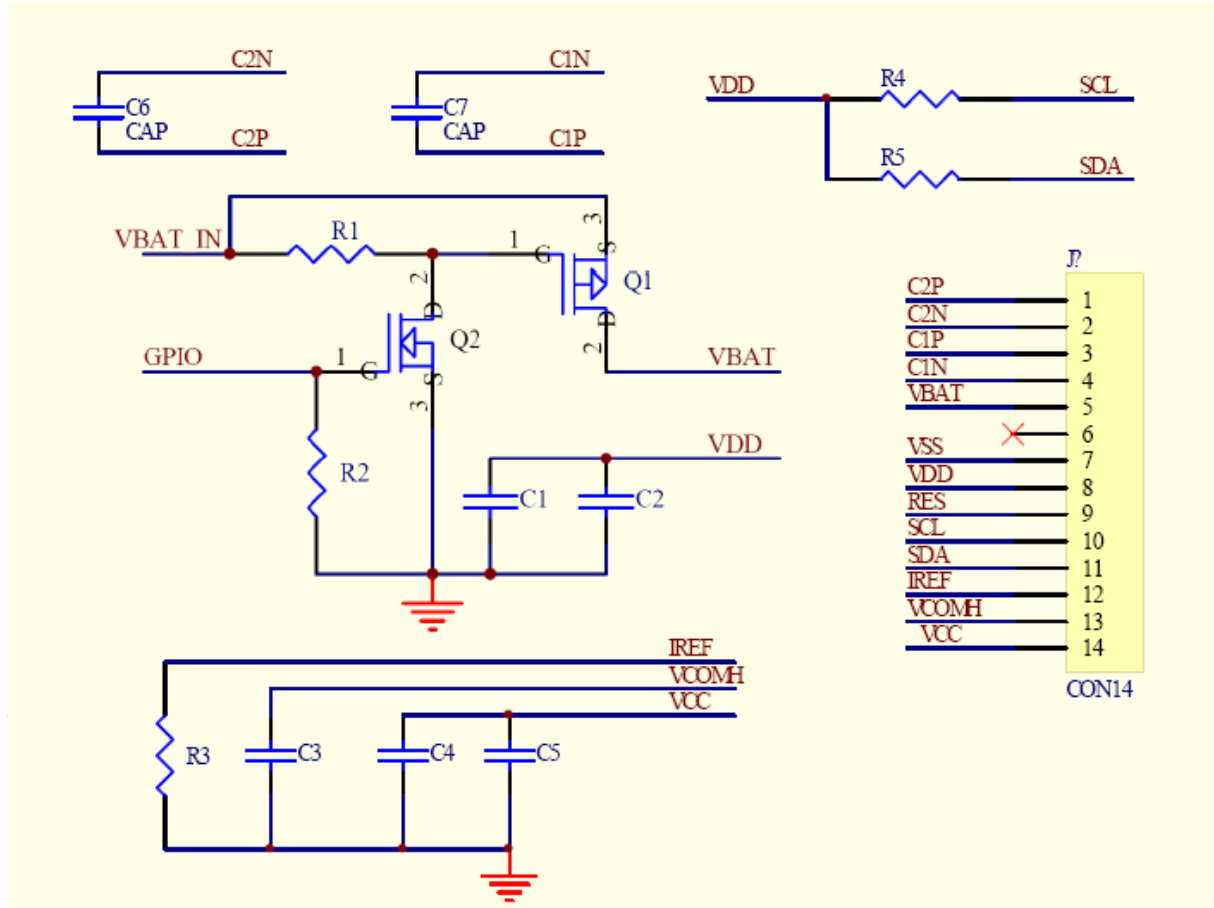 C2N
C6
CAP
C2P
C1N
C7
CAP
C1P
VDD
R4
SCL
R5
SDA
VBAT IN
R1
1
G
3
S
Q1
D
2
VBAT
2
D
Q2
GPIO
1
G
S
3
R2
VDD
C1
C2
J?
C2P 1
C2N 2
C1P 3
C1N 4
VBAT 5
6
VSS 7
VDD 8
RES 9
SCL 10
SDA 11
IREF 12
VCOMH 13
VCC 14
CON14
IREF
VCOMH
VCC
R3
C3
C4
C5